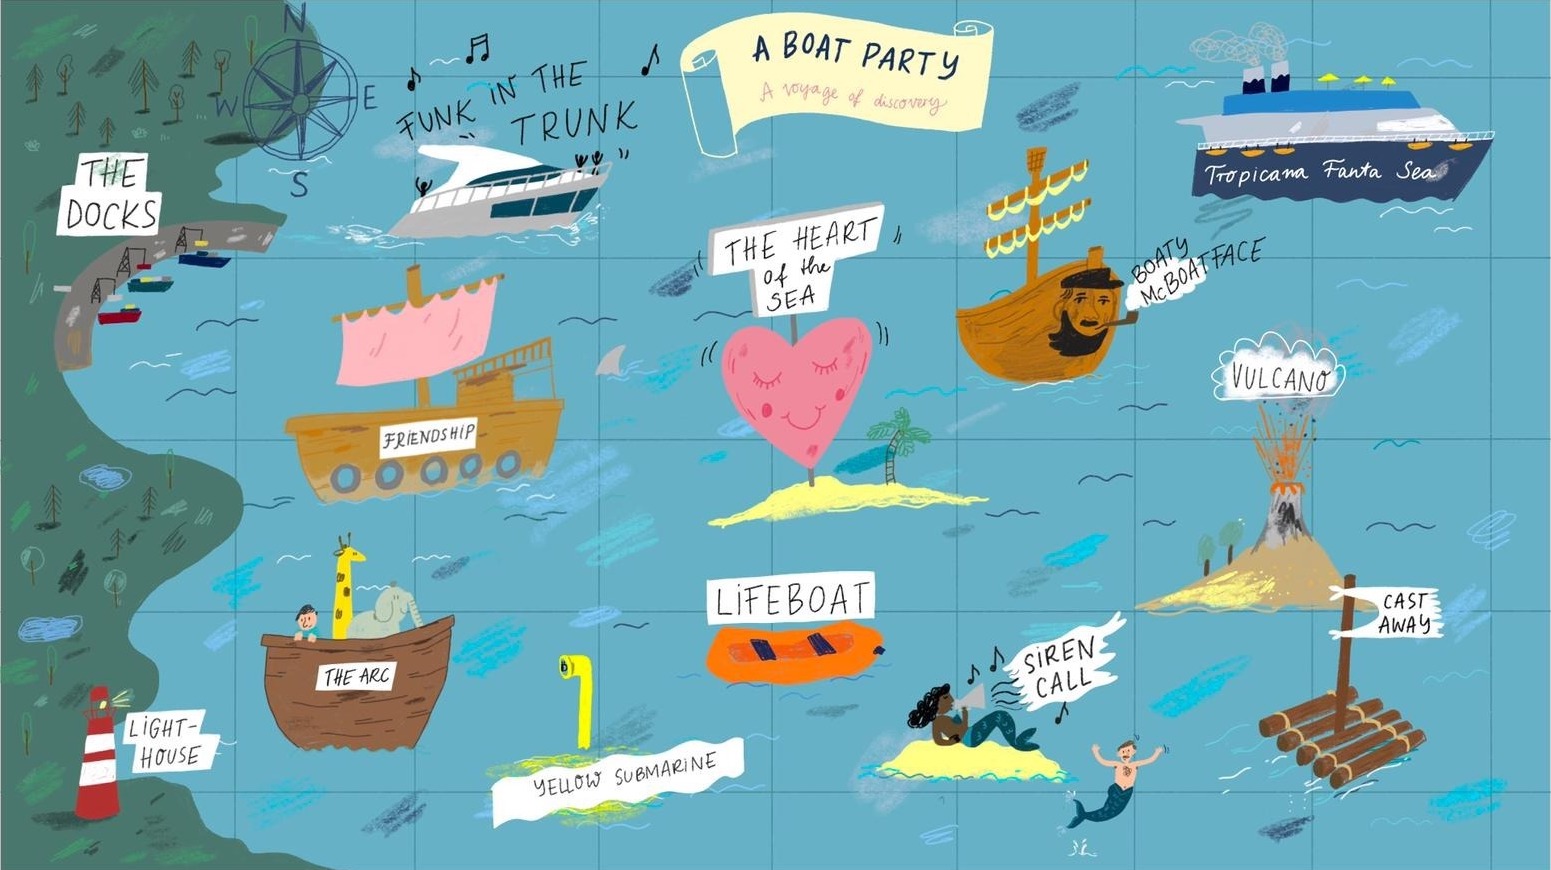 N
W
E
S
FUNK IN THE
TRUNK
A BOAT PARTY
A voyage of discovery
Tropicana Fanta Sea
THE
DOCKS
THE HEART
of the
SEA
BOATY
McBOATFACE
VULCANO
FRIENDSHIP
LIFEBOAT
CAST
AWAY
THE ARC
SIREN
CALL
LIGHT-
HOUSE
YELLOW SUBMARINE